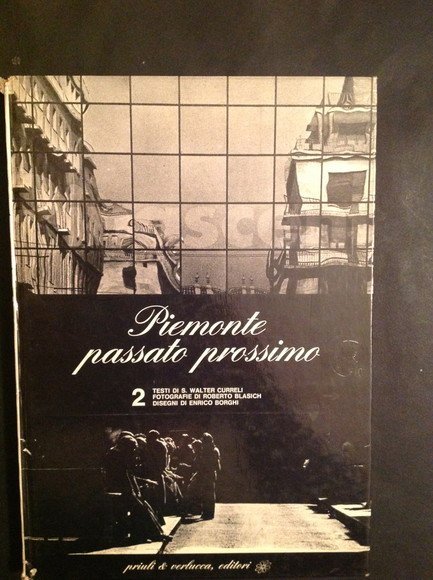 Piemonte
passato prossimo
2
TESTI DI S. WALTER CURRELI
FOTOGRAFIE DI ROBERTO BLASICH
DISEGNI DI ENRICO BORGHI
priuli & verlucca, editori